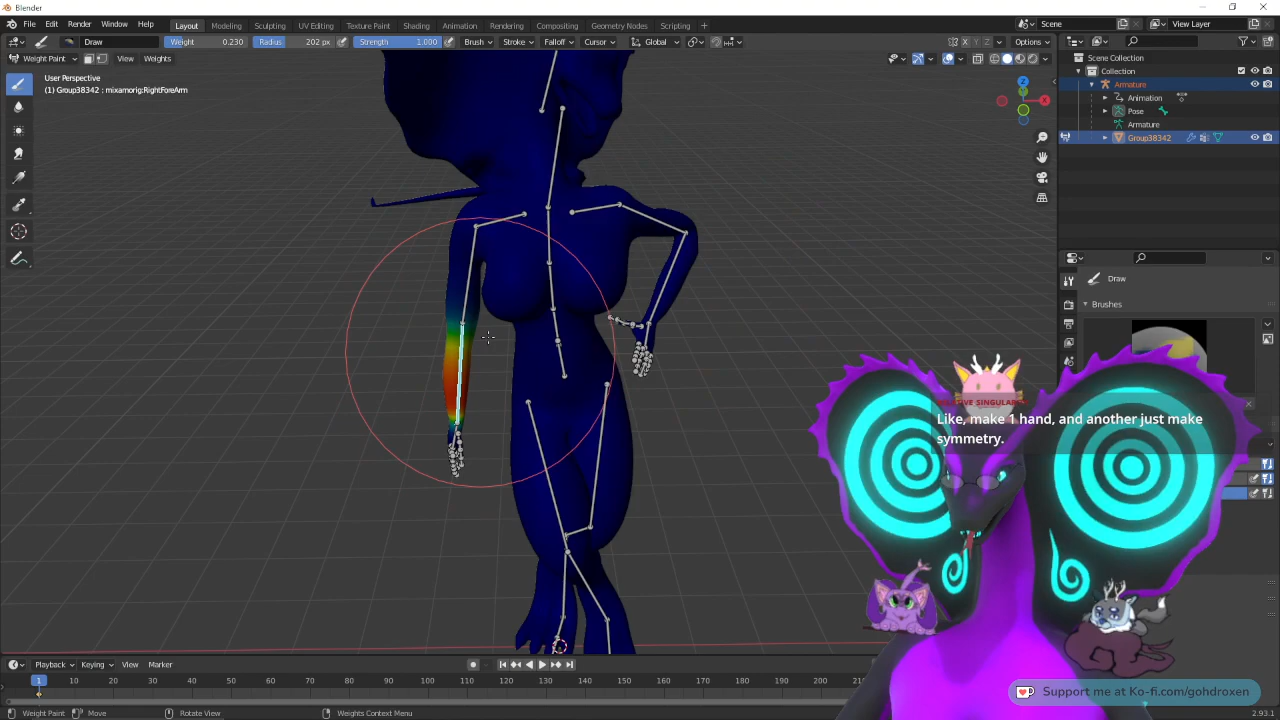 Blender
File Edit Render Window Help
Layout Modeling Sculpting UV Editing Texture Paint Shading Animation Rendering Compositing Geometry Nodes Scripting +
Scene
View Layer
Draw
Weight 0.230
Radius 202 px
Strength 1.000
Brush
Stroke
Falloff
Cursor
Global
X Y Z
Options
Weight Paint
View
Weights
User Perspective
(1) Group38342 : mixamorig:RightForeArm
Z
X
Scene Collection
Collection
Armature
Animation
Pose
Armature
Group38342
Draw
Brushes
Like, make 1 hand, and another just make
symmetry.
Playback
Keying
View
Marker
1
10 20 30 40 50 60 70 80 90 100 110 120 130 140 150 160 170 180 190 200
Weight Paint
Move
Rotate View
Weights Context Menu
Support me at Ko-fi.com/gohdroxen
2.93.1